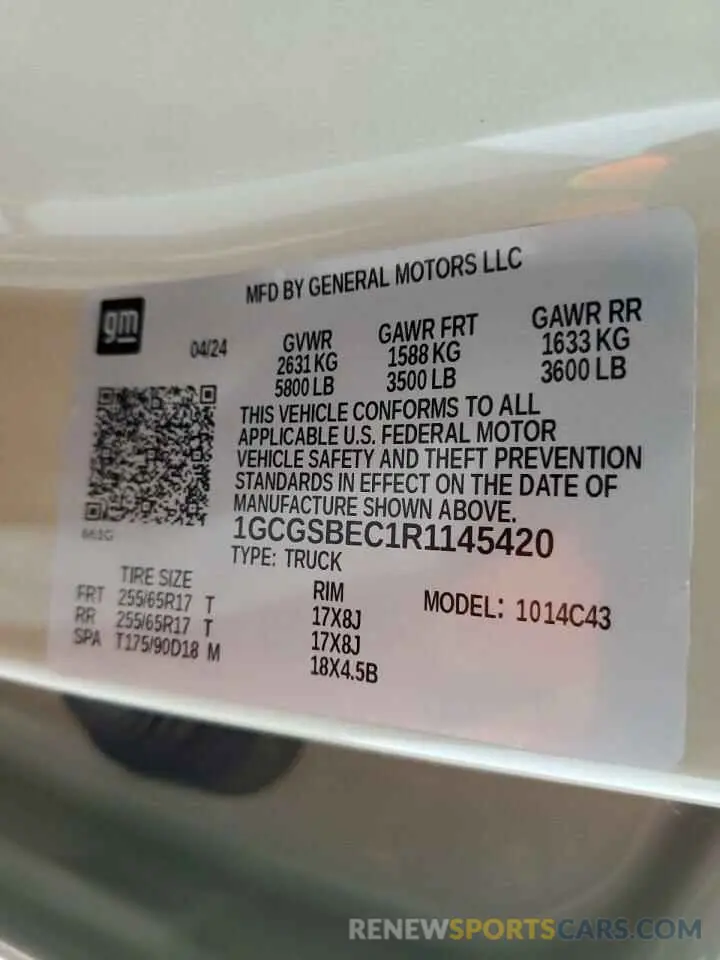 MFD BY GENERAL MOTORS LLC
gm
04/24
GVWR GAWR FRT GAWR RR
2631 KG 1588 KG 1633 KG
5800 LB 3500 LB 3600 LB
THIS VEHICLE CONFORMS TO ALL
APPLICABLE U.S. FEDERAL MOTOR
VEHICLE SAFETY AND THEFT PREVENTION
STANDARDS IN EFFECT ON THE DATE OF
MANUFACTURE SHOWN ABOVE.
1GCGSBEC1R1145420
TYPE: TRUCK
TIRE SIZE RIM MODEL: 1014C43
FRT 255/65R17 T 17X8J
RR 255/65R17 T 17X8J
SPA T175/90D18 M 18X4.5B
RENEWSPORTSCARS.COM